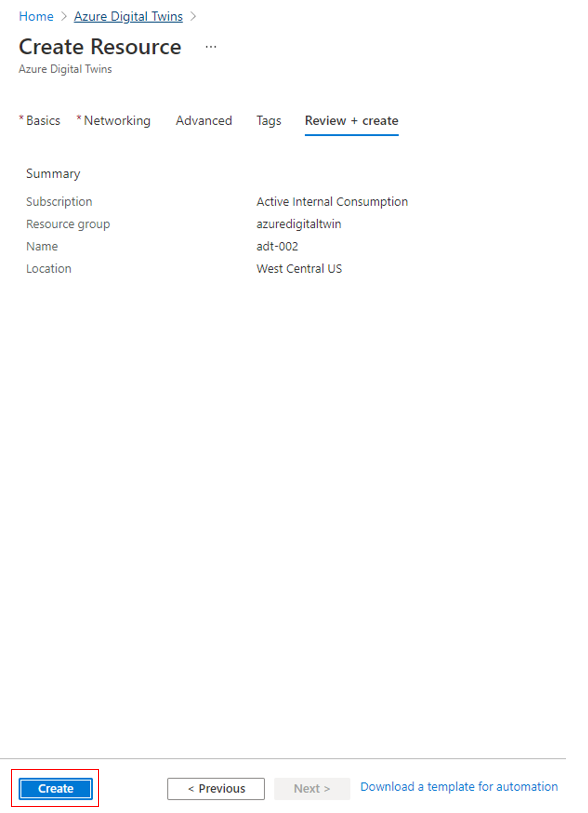 Home > Azure Digital Twins >
Create Resource ...
Azure Digital Twins
* Basics * Networking Advanced Tags Review + create
Summary
Subscription Active Internal Consumption
Resource group azuredigitaltwin
Name adt-002
Location West Central US
Create < Previous Next > Download a template for automation